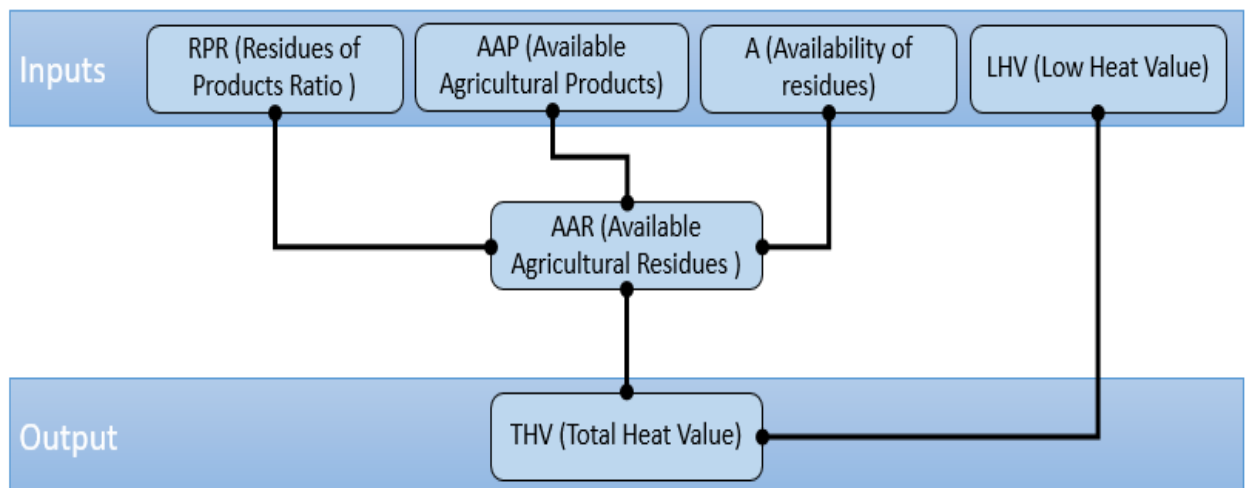 Inputs
RPR (Residues of
Products Ratio )
AAP (Available
Agricultural Products)
A (Availability of
residues)
LHV (Low Heat Value)
AAR (Available
Agricultural Residues )
Output
THV (Total Heat Value)